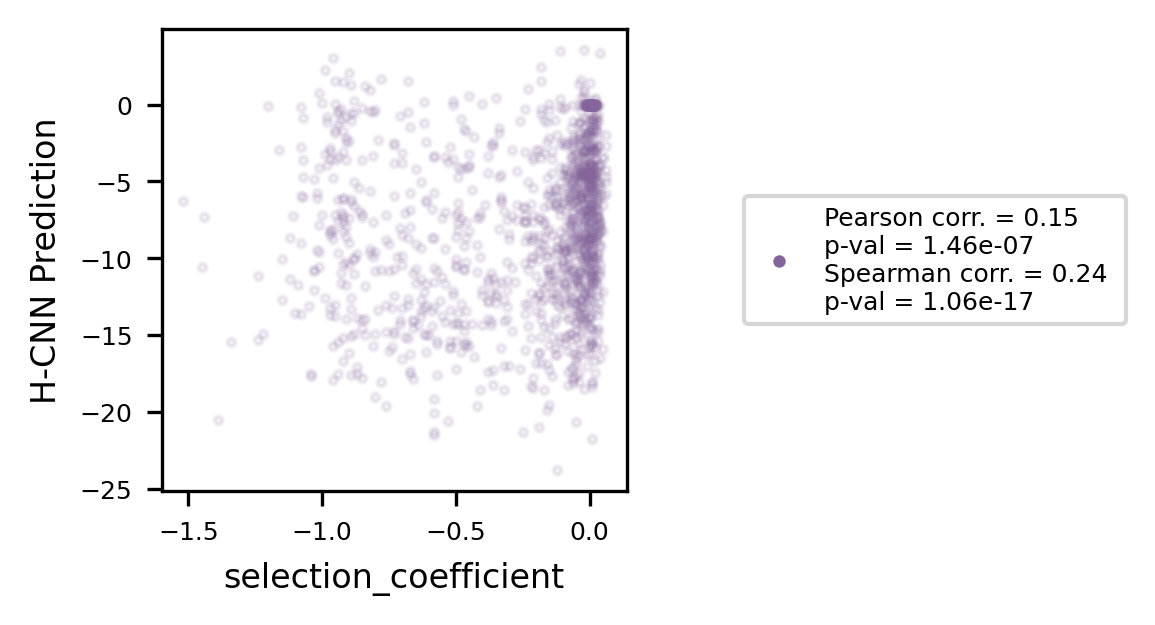 H-CNN Prediction
0
−5
−10
−15
−20
−25
−1.5
−1.0
−0.5
0.0
selection_coefficient
Pearson corr. = 0.15
p-val = 1.46e-07
Spearman corr. = 0.24
p-val = 1.06e-17